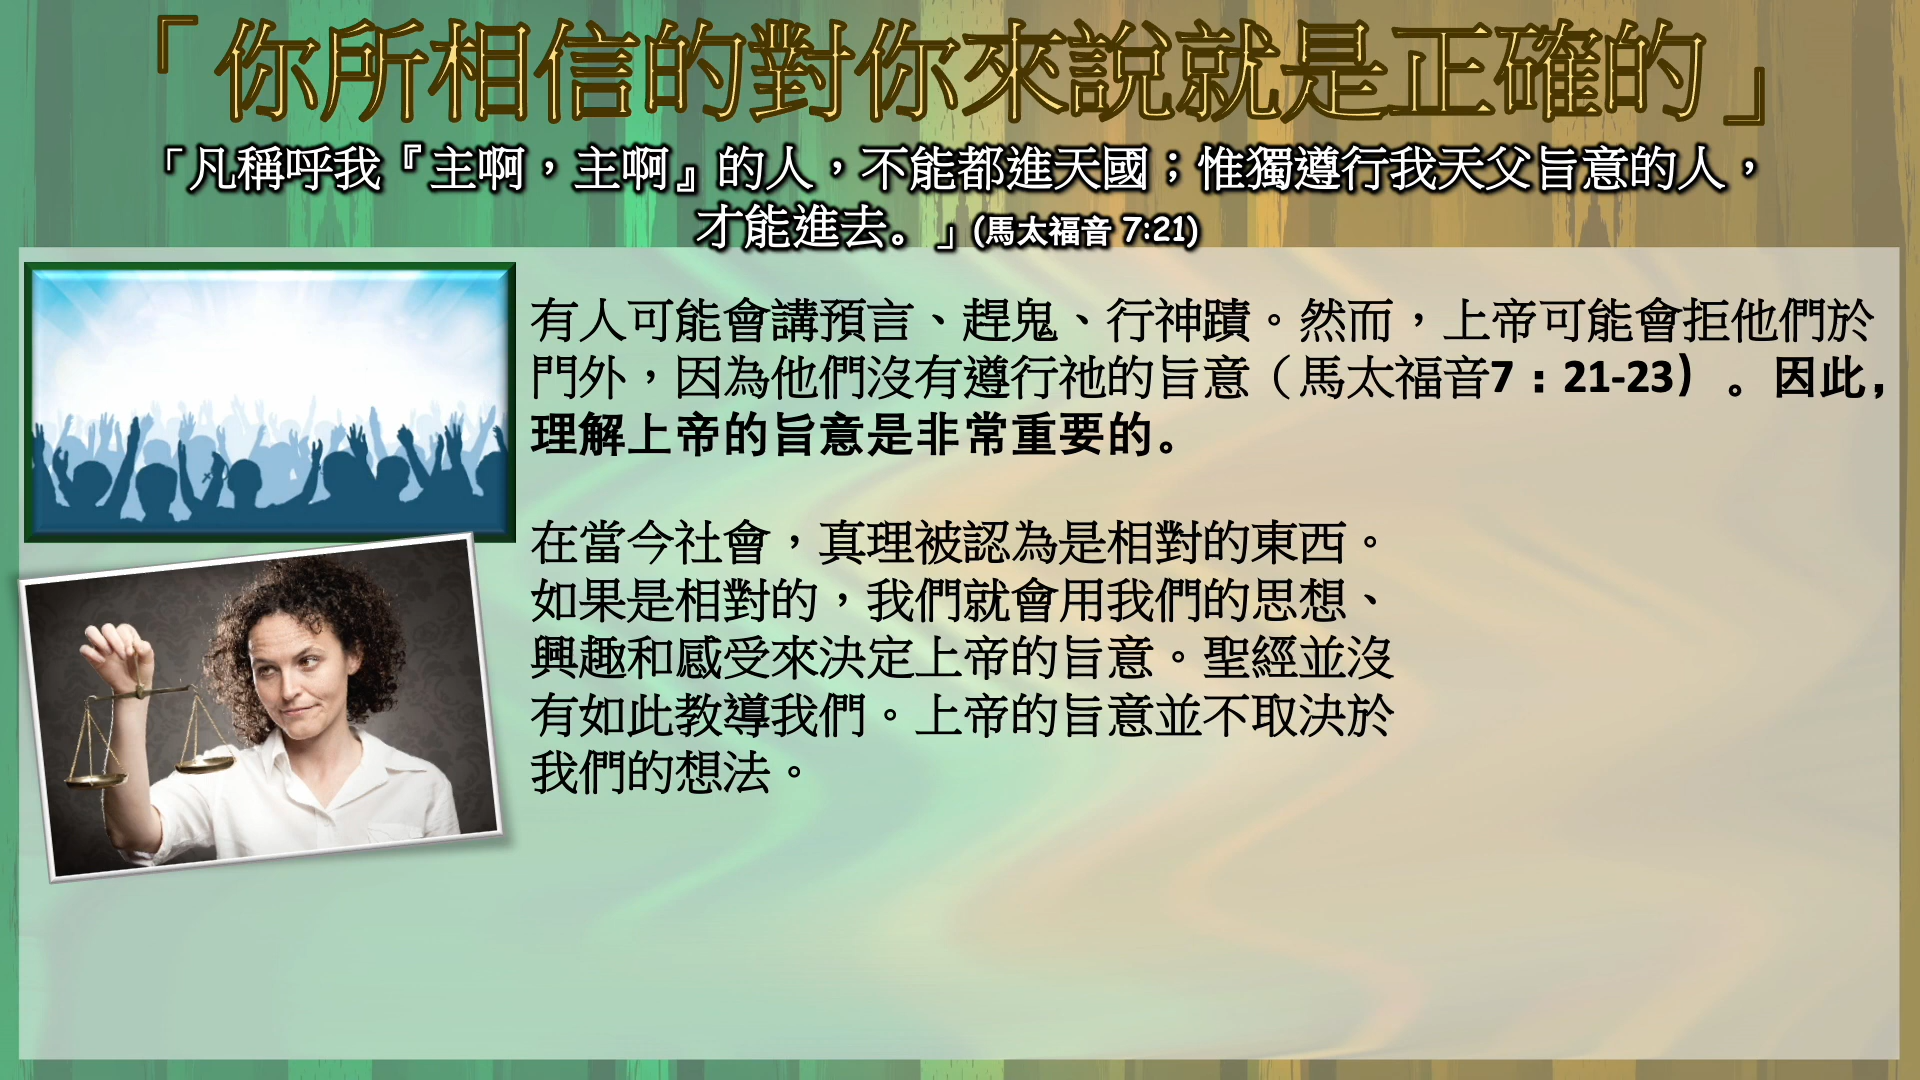 「你所相信的對你來說就是正確的」
「凡稱呼我『主啊，主啊』的人，不能都進天國；惟獨遵行我天父旨意的人，
才能進去。」(馬太福音 7:21)
有人可能會講預言、趕鬼、行神蹟。然而，上帝可能會拒他們於
門外，因為他們沒有遵行祂的旨意（馬太福音7：21-23）。因此，
理解上帝的旨意是非常重要的。
在當今社會，真理被認為是相對的東西。
如果是相對的，我們就會用我們的思想、
興趣和感受來決定上帝的旨意。聖經並沒
有如此教導我們。上帝的旨意並不取決於
我們的想法。